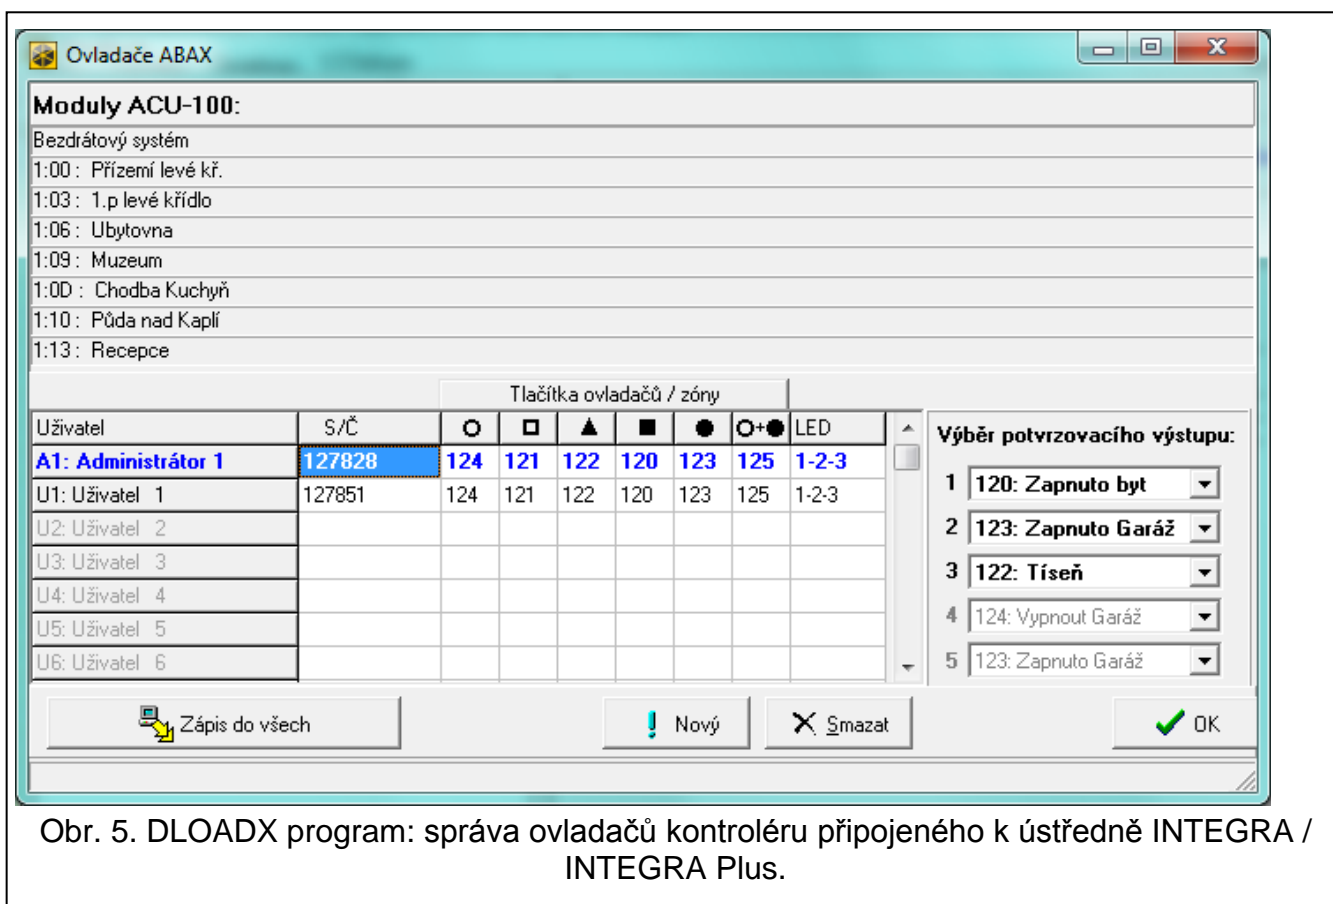 Ovladače ABAX
Moduly ACU-100:
Bezdrátový systém
1:00 : Přízemí levé kř.
1:03 : 1.p levé křídlo
1:06 : Ubytovna
1:09 : Muzeum
1:0D : Chodba Kuchyň
1:10 : Půda nad Kaplí
1:13 : Recepce
Tlačítka ovladačů / zóny
Uživatel S/Č LED
A1: Administrátor 1 127828 124 121 122 120 123 125 1-2-3
U1: Uživatel 1 127851 124 121 122 120 123 125 1-2-3
U2: Uživatel 2
U3: Uživatel 3
U4: Uživatel 4
U5: Uživatel 5
U6: Uživatel 6
Výběr potvrzovacího výstupu:
1 120: Zapnuto byt
2 123: Zapnuto Garáž
3 122: Tíseň
4 124: Vypnout Garáž
5 123: Zapnuto Garáž
Zápis do všech
Nový
Smazat
OK
Obr. 5. DLOADX program: správa ovladačů kontroléru připojeného k ústředně INTEGRA /
INTEGRA Plus.